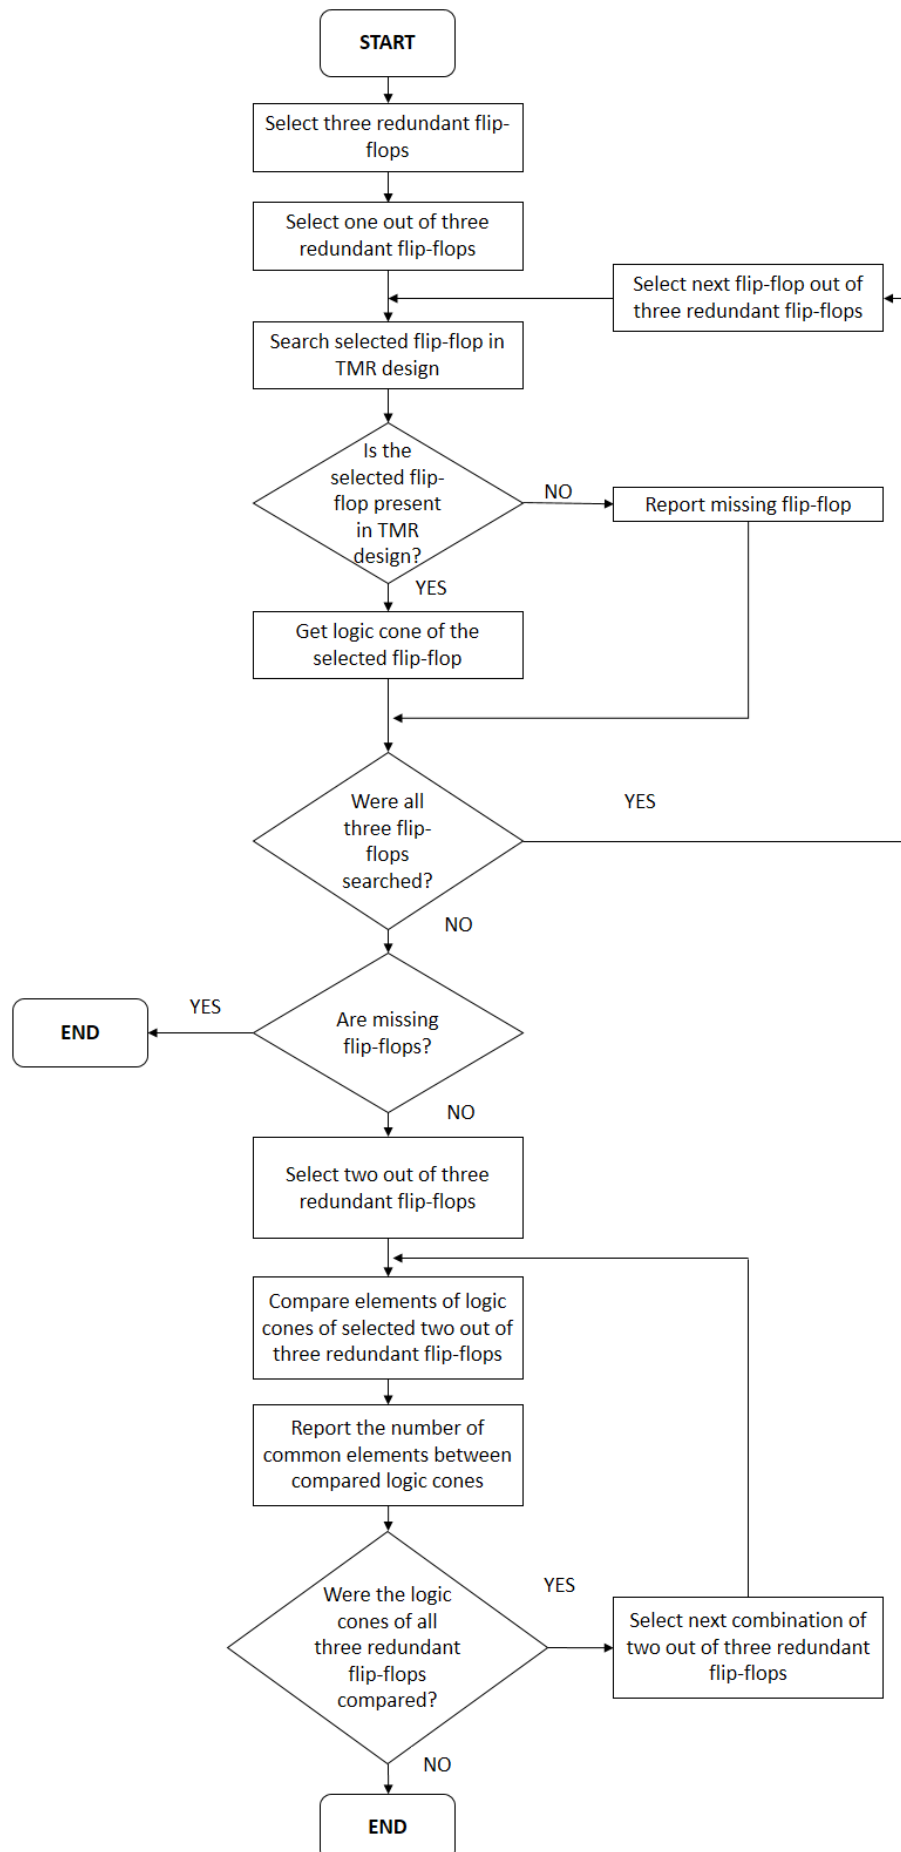 START
Select three redundant flip-
flops
Select one out of three
redundant flip-flops
Select next flip-flop out of
three redundant flip-flops
Search selected flip-flop in
TMR design
Is the
selected flip-
flop present
in TMR
design?
NO
Report missing flip-flop
YES
Get logic cone of the
selected flip-flop
Were all
three flip-
flops
searched?
YES
NO
Are missing
flip-flops?
YES
END
NO
Select two out of three
redundant flip-flops
Compare elements of logic
cones of selected two out of
three redundant flip-flops
Report the number of
common elements between
compared logic cones
Were the logic
cones of all
three redundant
flip-flops
compared?
YES
Select next combination of
two out of three redundant
flip-flops
NO
END